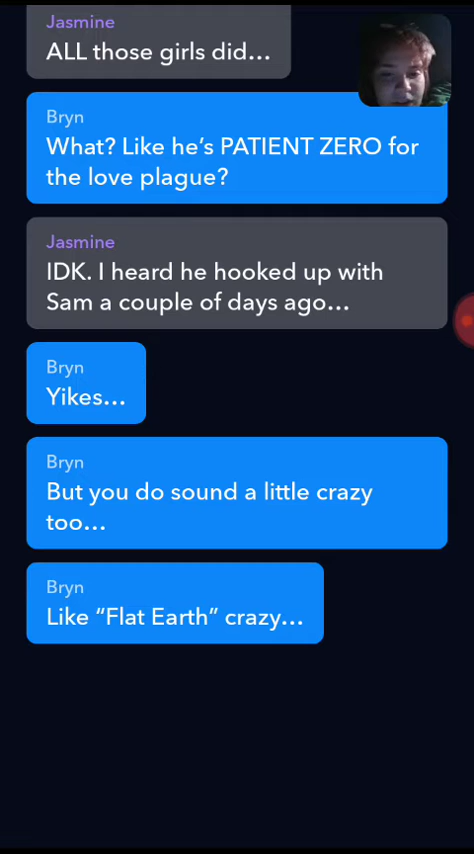 Jasmine
ALL those girls did...
Bryn
What? Like he’s PATIENT ZERO for
the love plague?
Jasmine
IDK. I heard he hooked up with
Sam a couple of days ago...
Bryn
Yikes...
Bryn
But you do sound a little crazy
too...
Bryn
Like “Flat Earth” crazy...